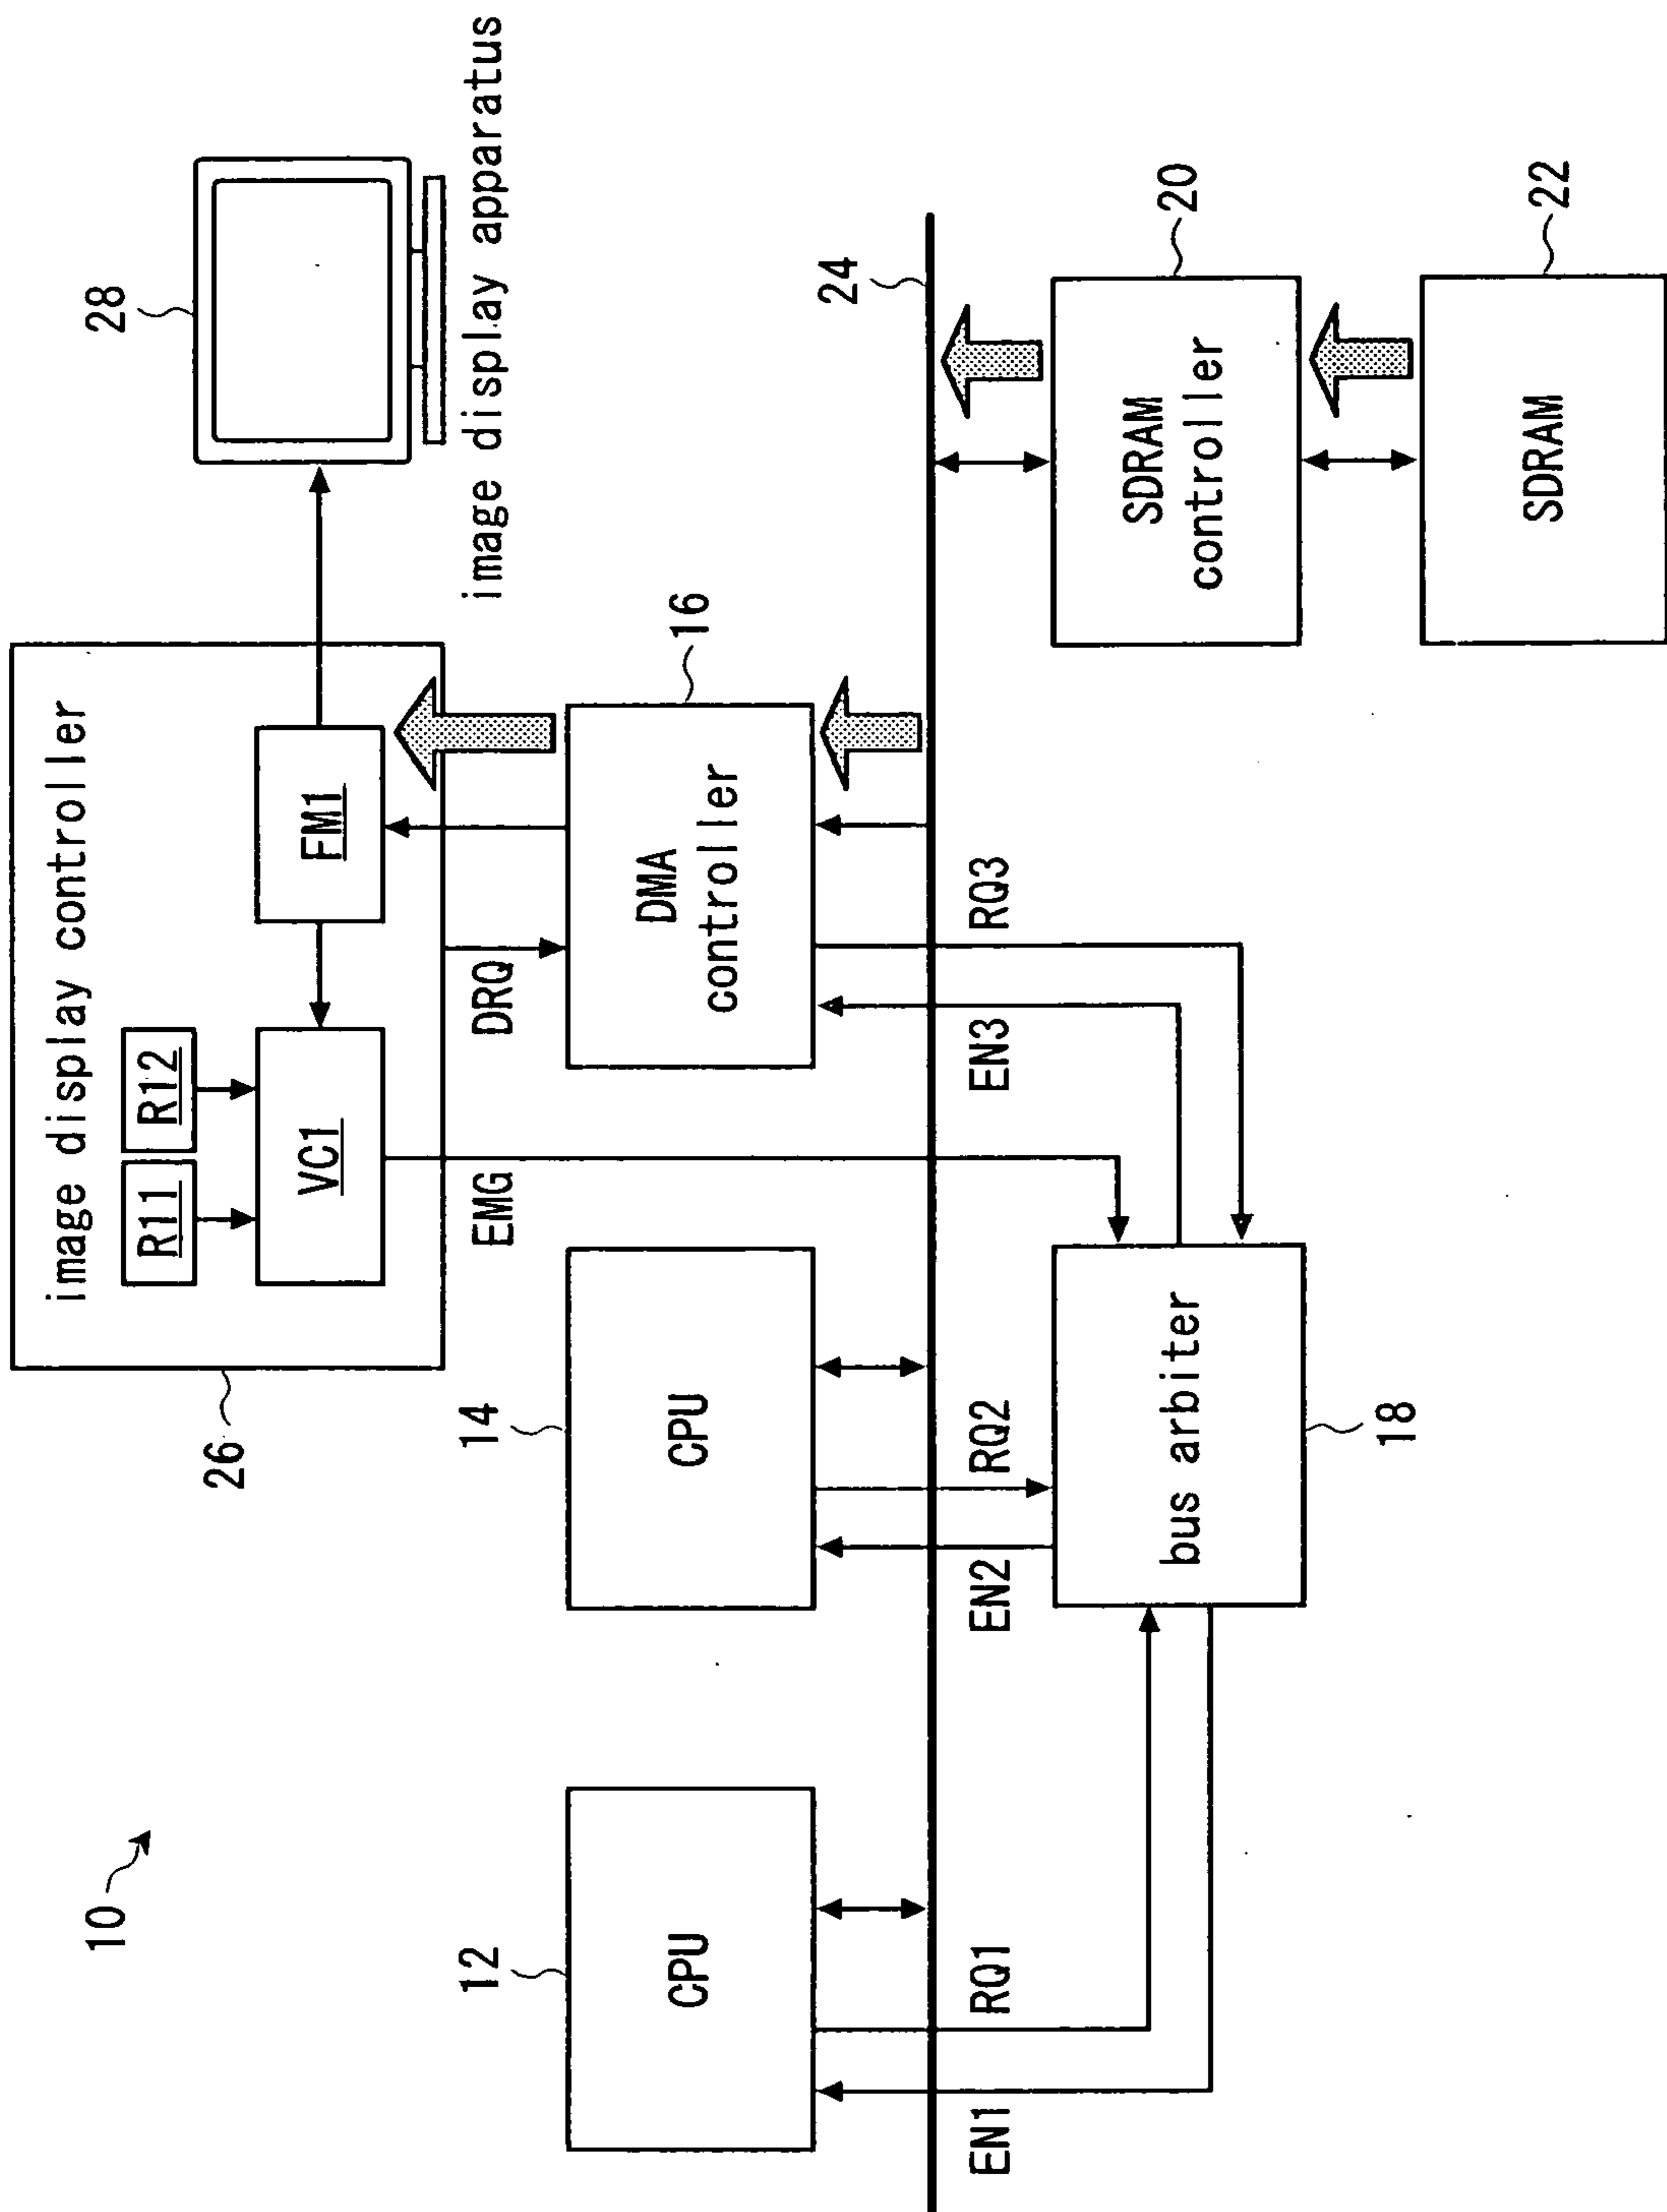 10
26
image display controller
R11
R12
VC1
FM1
28
image display apparatus
EMG
DRQ
12
CPU
14
CPU
16
DMA
controller
24
EN1
RQ1
EN2
RQ2
EN3
RQ3
bus arbiter
18
SDRAM
controller
20
SDRAM
22